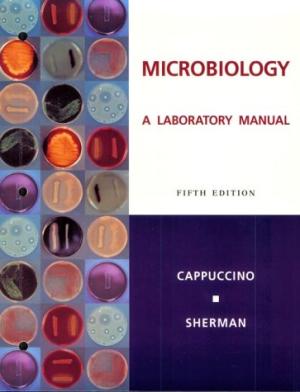 MICROBIOLOGY
A LABORATORY MANUAL
FIFTH EDITION
CAPPUCCINO
SHERMAN